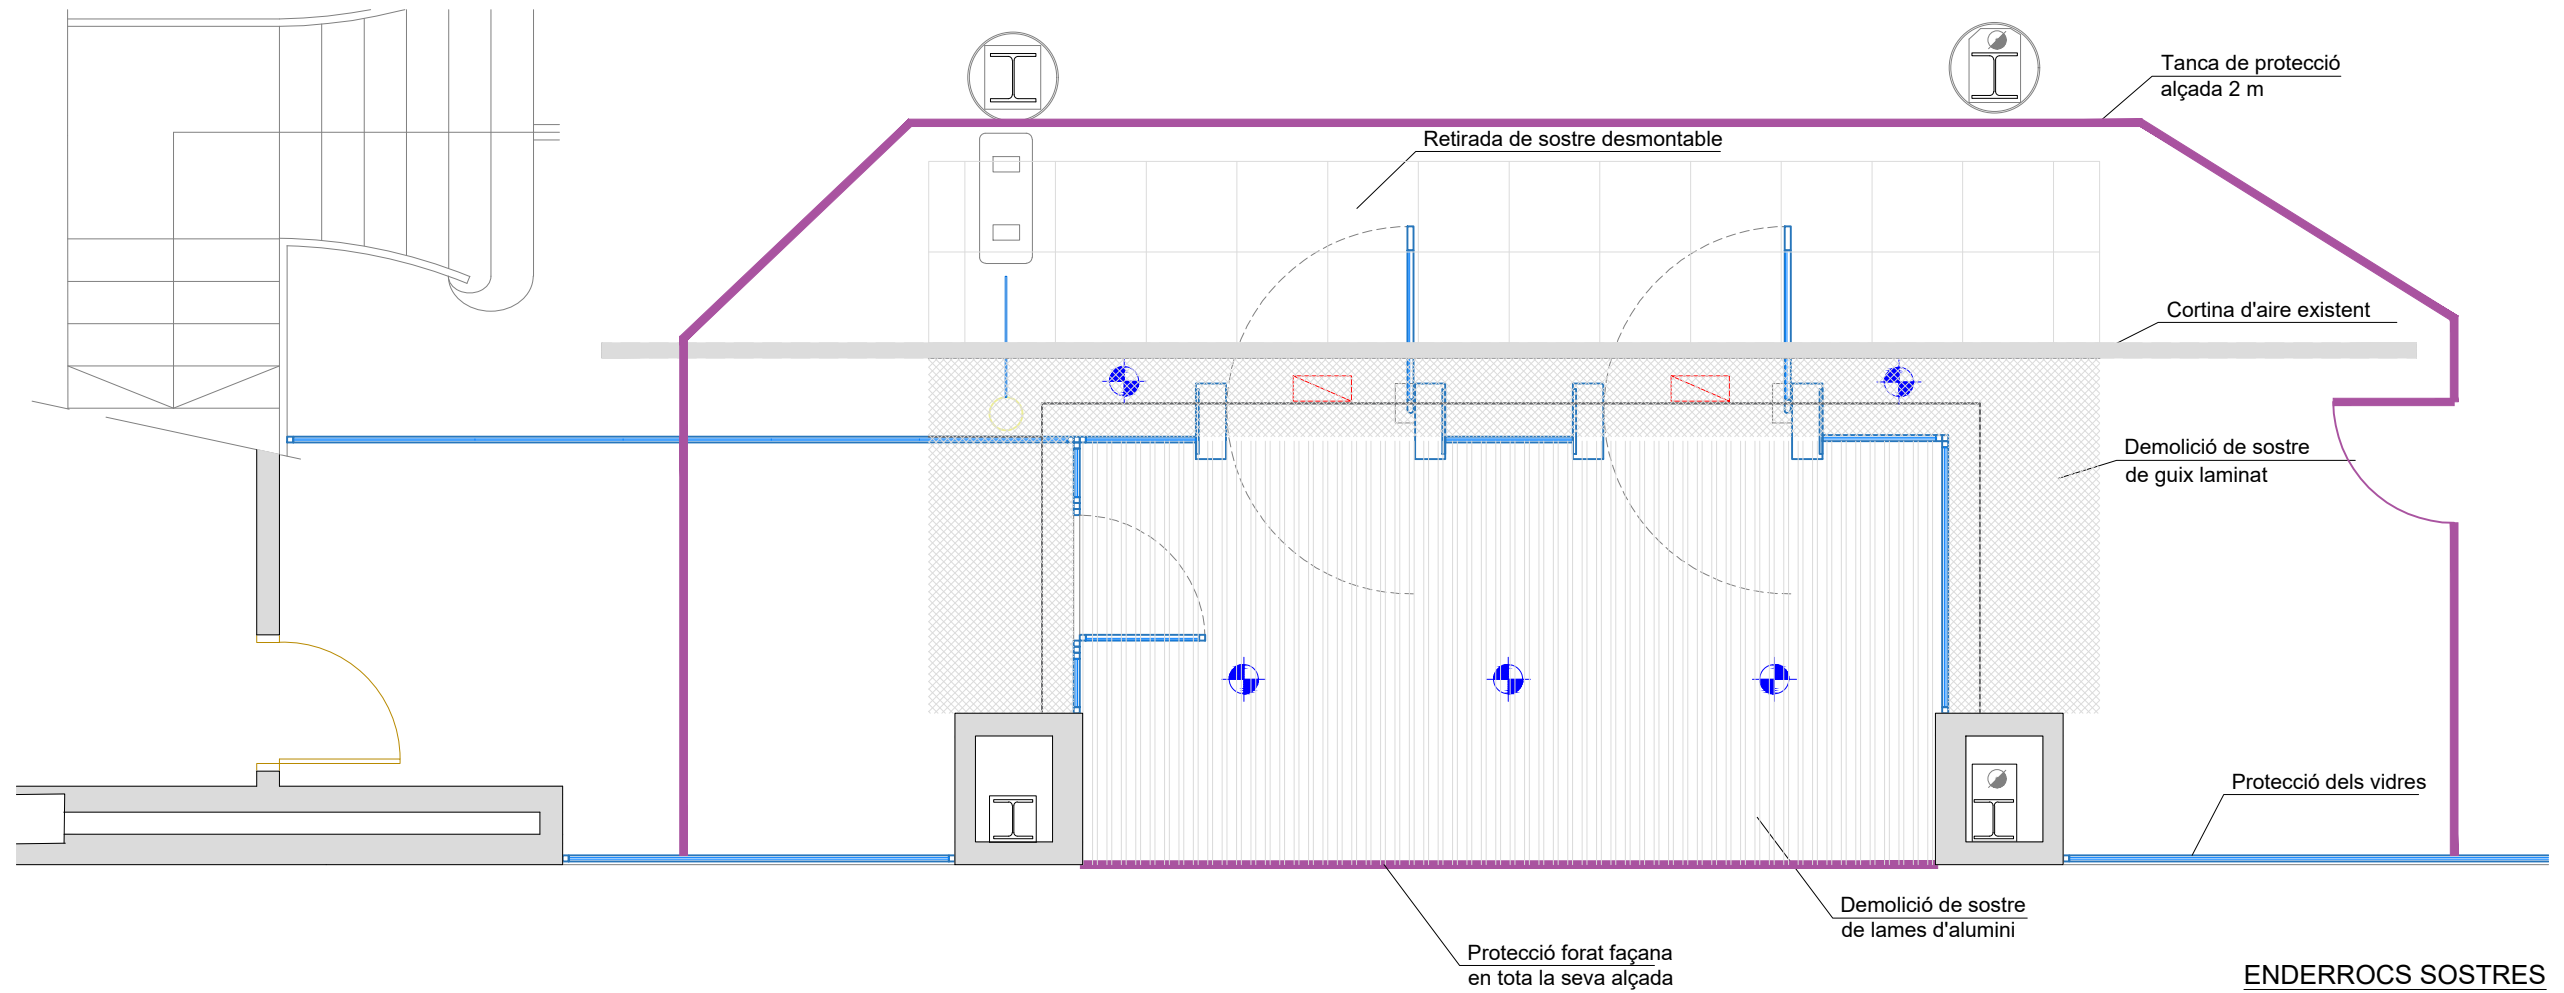 Tanca de protecció
alçada 2 m
Retirada de sostre desmontable
Cortina d'aire existent
Demolició de sostre
de guix laminat
Protecció dels vidres
Demolició de sostre
de lames d'alumini
Protecció forat façana
en tota la seva alçada
ENDERROCS SOSTRES